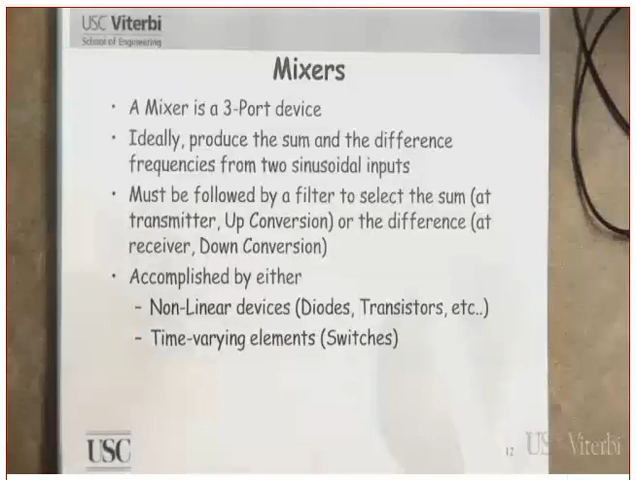 USC Viterbi
School of Engineering
Mixers
• A Mixer is a 3-Port device
• Ideally, produce the sum and the difference
frequencies from two sinusoidal inputs
• Must be followed by a filter to select the sum (at
transmitter, Up Conversion) or the difference (at
receiver, Down Conversion)
• Accomplished by either
- Non-Linear devices (Diodes, Transistors, etc..)
- Time-varying elements (Switches)
USC
12
USC Viterbi